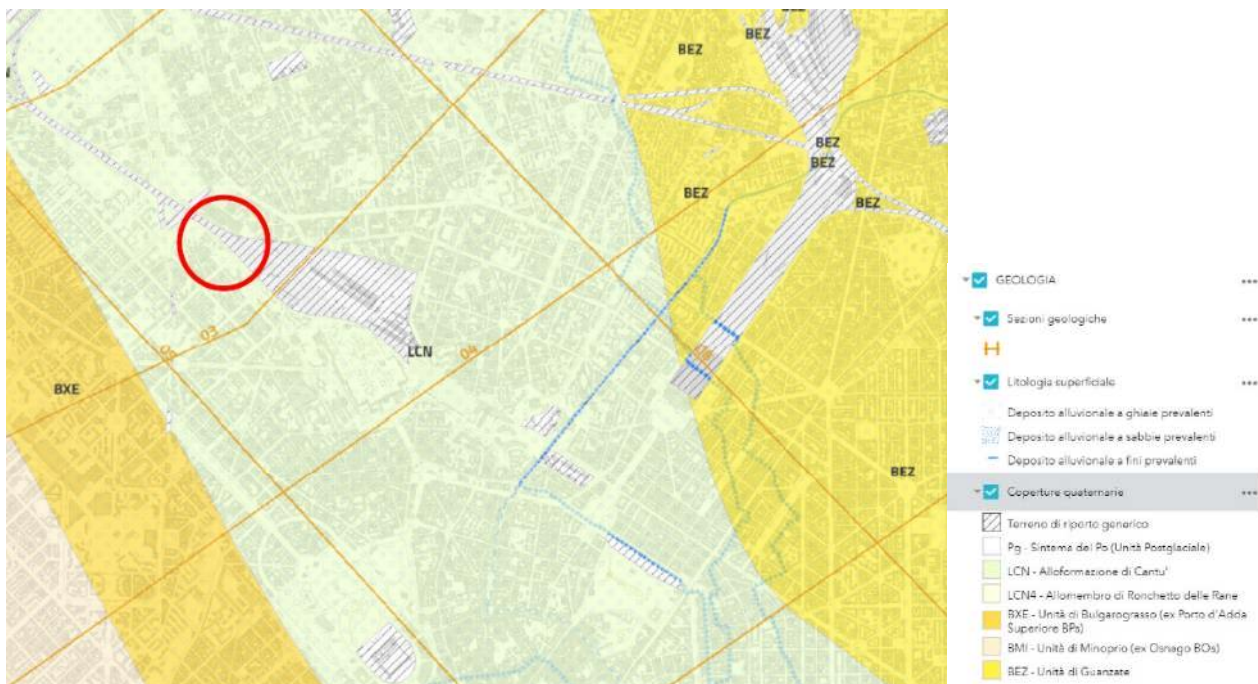 BEZ
BEZ
BEZ
BEZ
BEZ
BEZ
03
LCN
04
05
08
BXE
BEZ
GEOLOGIA
Sezioni geologiche
Litologia superficiale
Deposito alluvionale a ghiaie prevalenti
Deposito alluvionale a sabbie prevalenti
Deposito alluvionale a fini prevalenti
Coperture quaternarie
Terreno di riporto generico
Pg - Sintema del Po (Unità Postglaciale)
LCN - Alloformazione di Cantu'
LCN4 - Allomembro di Ronchetto delle Rane
BXE - Unità di Bulgarograsso (ex Porto d'Adda
Superiore BPs)
BMI - Unità di Minoprio (ex Osnago BOs)
BEZ - Unità di Guanzate